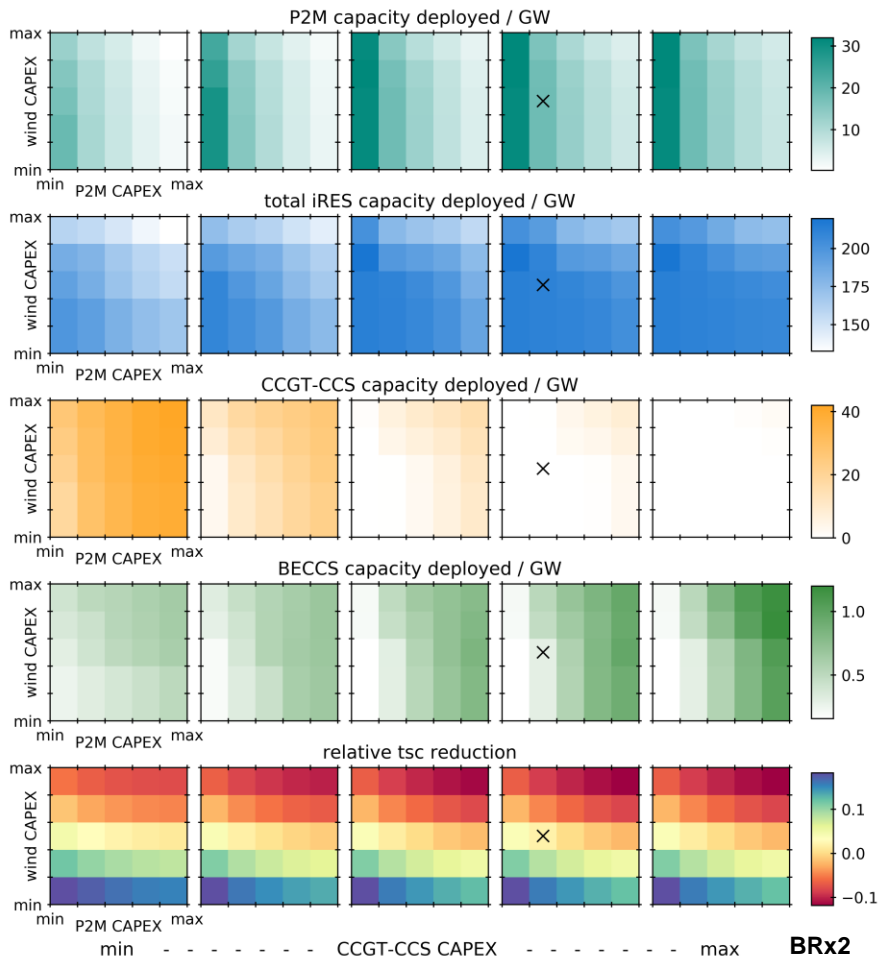 P2M capacity deployed / GW
max
wind CAPEX
min
min P2M CAPEX max
30
20
10
total iRES capacity deployed / GW
max
wind CAPEX
min
min P2M CAPEX max
200
175
150
CCGT-CCS capacity deployed / GW
max
wind CAPEX
min
min P2M CAPEX max
40
20
0
BECCS capacity deployed / GW
max
wind CAPEX
min
min P2M CAPEX max
1.0
0.5
relative tsc reduction
max
wind CAPEX
min
min P2M CAPEX max
0.1
0.0
−0.1
min - - - - - - - CCGT-CCS CAPEX - - - - - - - max BRx2